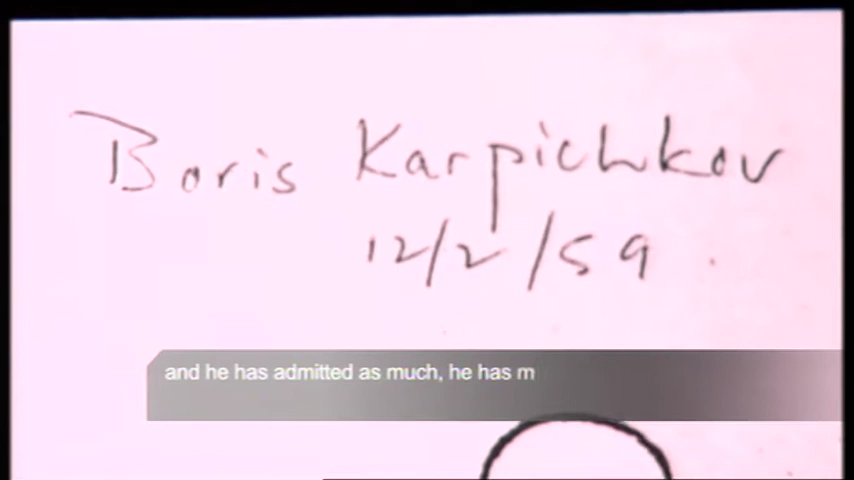 Boris Karpichkov
12/2/59.
and he has admitted as much, he has m